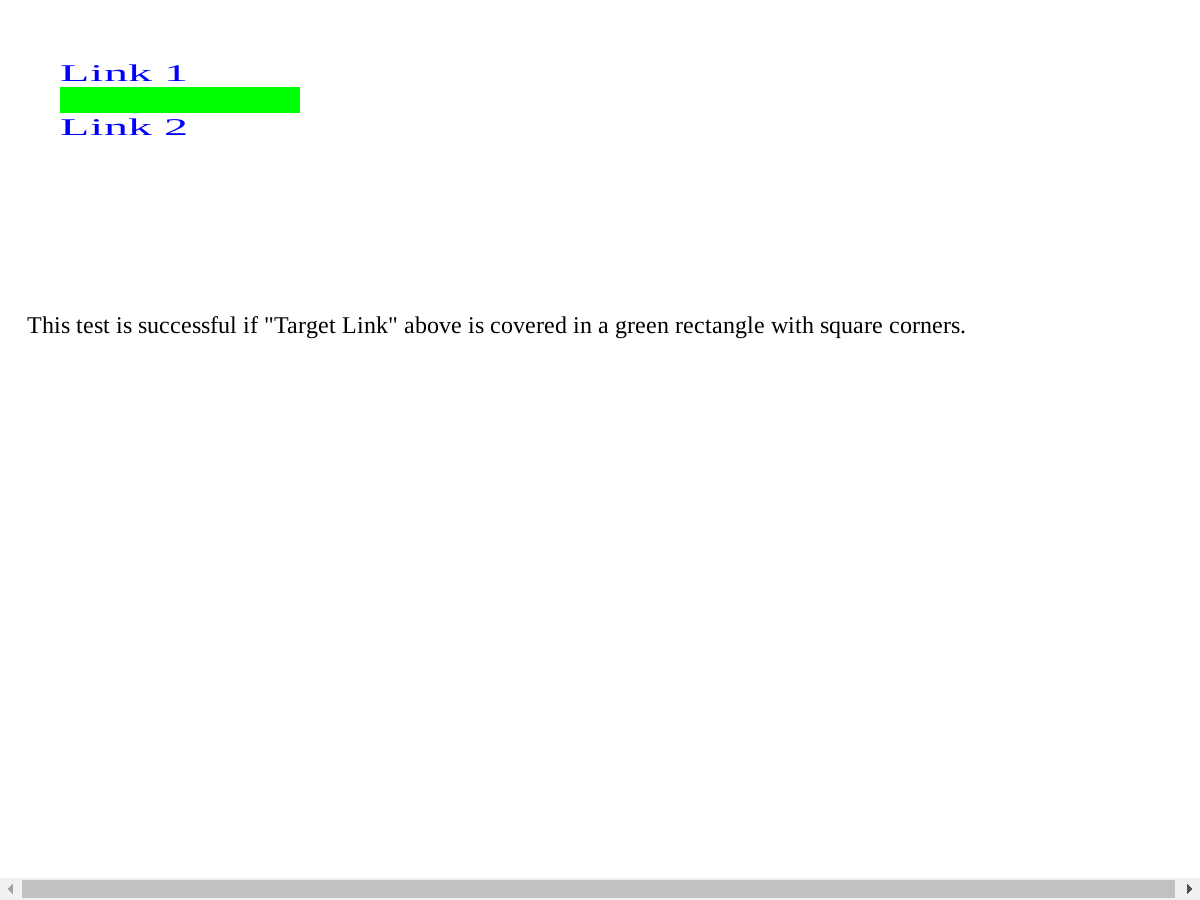 Link 1
Link 2
This test is successful if "Target Link" above is covered in a green rectangle with square corners.